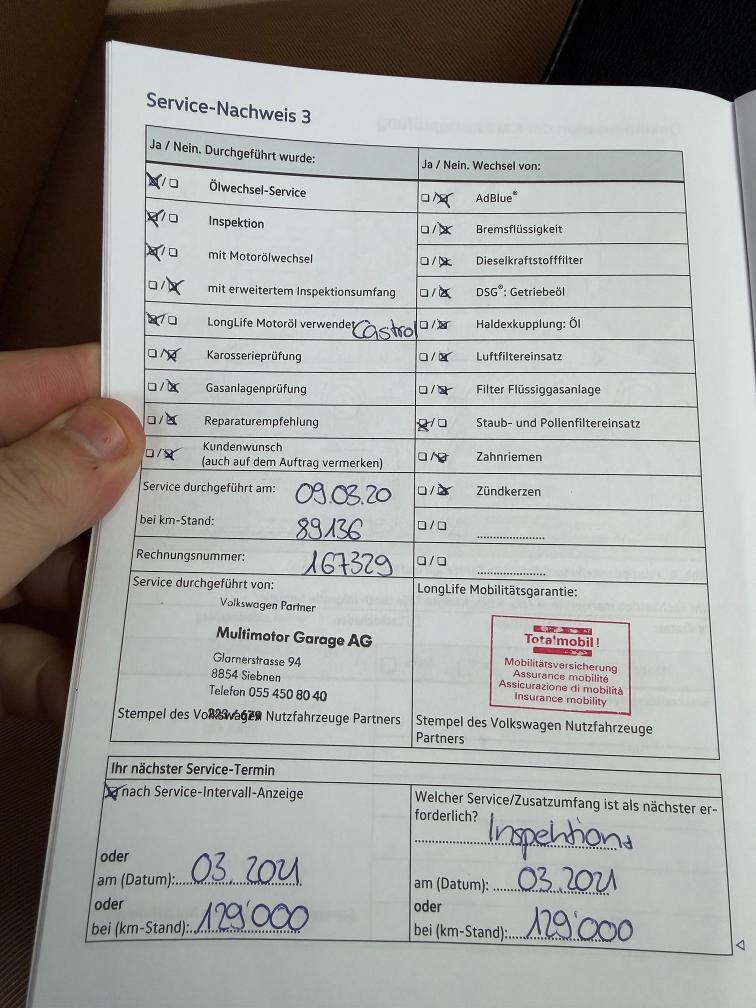 Service-Nachweis 3
Ja / Nein. Durchgeführt wurde:
Ölwechsel-Service
Inspektion
mit Motorölwechsel
mit erweitertem Inspektionsumfang
LongLife Motoröl verwendet Castrol
Karosserieprüfung
Gasanlagenprüfung
Reparaturempfehlung
Kundenwunsch
(auch auf dem Auftrag vermerken)
Service durchgeführt am: 09.03.20
bei km-Stand: 89136
Rechnungsnummer: 167329
Ja / Nein. Wechsel von:
AdBlue®
Bremsflüssigkeit
Dieselkraftstofffilter
DSG®: Getriebeöl
Haldexkupplung: Öl
Luftfiltereinsatz
Filter Flüssiggasanlage
Staub- und Pollenfiltereinsatz
Zahnriemen
Zündkerzen
Service durchgeführt von:
Volkswagen Partner
Multimotor Garage AG
Glarnerstrasse 94
8854 Siebnen
Telefon 055 450 80 40
Stempel des Volkswagen Nutzfahrzeuge Partners
LongLife Mobilitätsgarantie:
Totalmobil!
Mobilitätsversicherung
Assurance mobilité
Assicurazione di mobilità
Insurance mobility
Stempel des Volkswagen Nutzfahrzeuge
Partners
Ihr nächster Service-Termin
nach Service-Intervall-Anzeige
oder
am (Datum): 03.2021
oder
bei (km-Stand): 129'000
Welcher Service/Zusatzumfang ist als nächster er-
forderlich?
Inspektion
am (Datum): 03.2021
oder
bei (km-Stand): 129'000